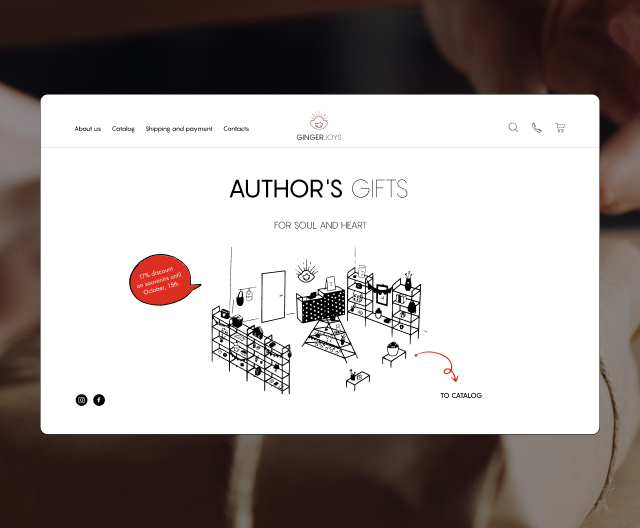 About us
Catalog
Shipping and payment
Contacts
GINGERJOYS
AUTHOR'S GIFTS
FOR SOUL AND HEART
17% discount
on souvenirs until
October, 15th
TO CATALOG